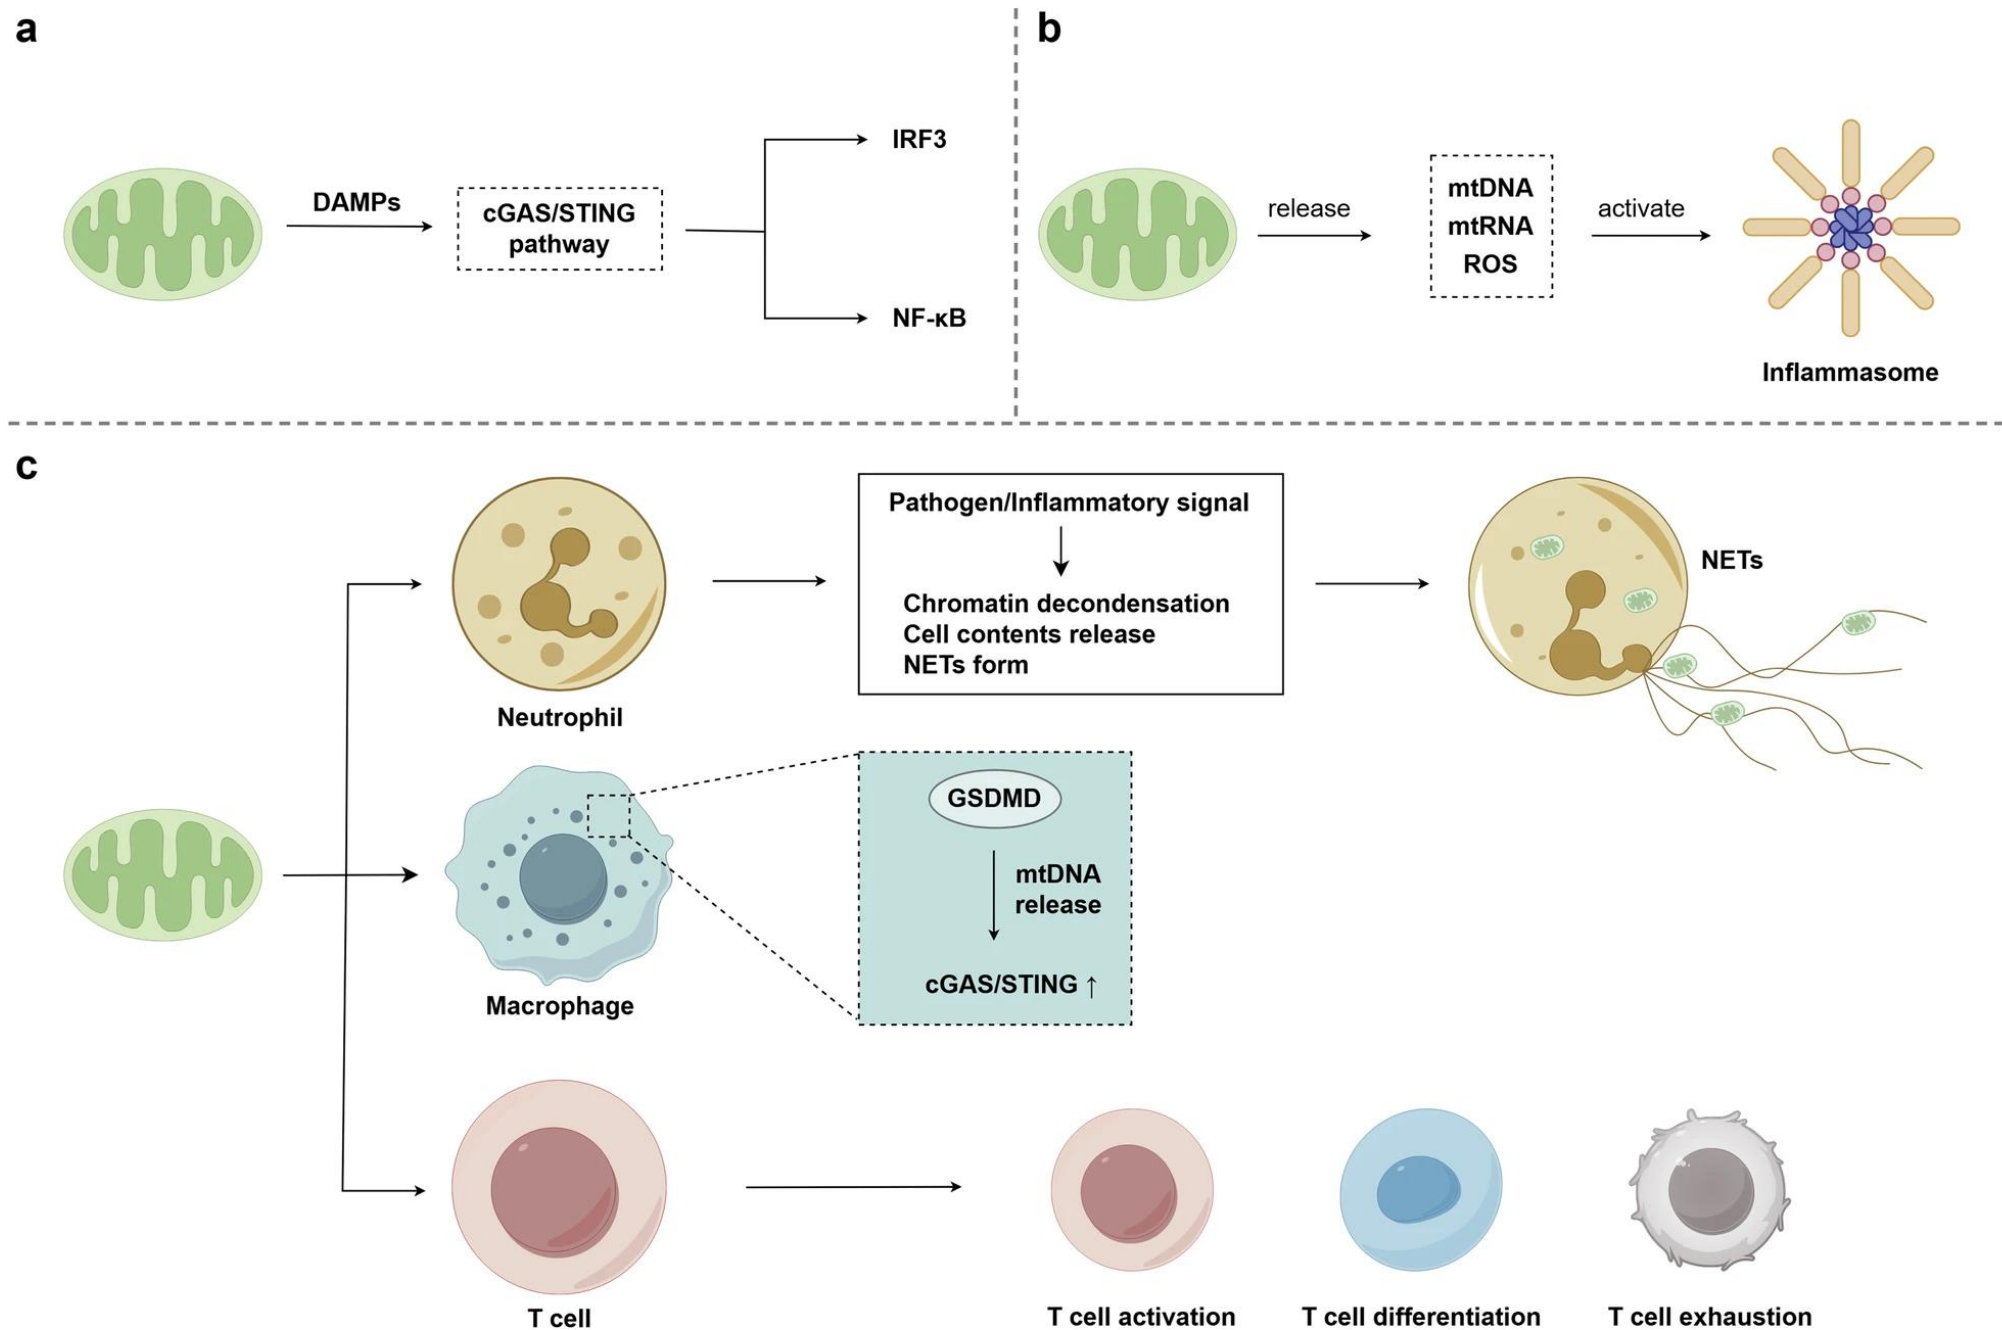 a
DAMPs
cGAS/STING
pathway
IRF3
NF-κB
b
release
mtDNA
mtRNA
ROS
activate
Inflammasome
c
Neutrophil
Pathogen/Inflammatory signal
Chromatin decondensation
Cell contents release
NETs form
NETs
Macrophage
GSDMD
mtDNA
release
cGAS/STING ↑
T cell
T cell activation
T cell differentiation
T cell exhaustion